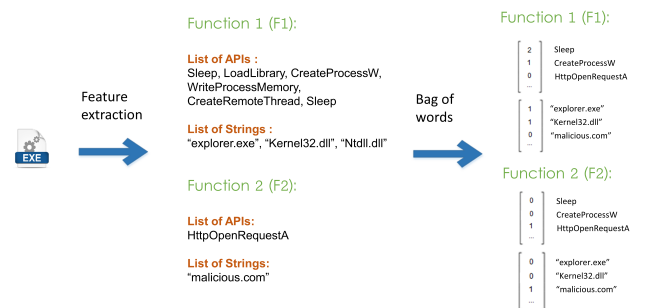 Function 1 (F1):
List of APIs :
Sleep, LoadLibrary, CreateProcessW,
WriteProcessMemory,
CreateRemoteThread, Sleep
List of Strings :
“explorer.exe”, “Kernel32.dll”, “Ntdll.dll”
Function 2 (F2):
List of APIs:
HttpOpenRequestA
List of Strings:
“malicious.com”
Feature
extraction
EXE
Bag of
words
Function 1 (F1):
2 Sleep
1 CreateProcessW
0 HttpOpenRequestA
...
1 “explorer.exe”
1 “Kernel32.dll”
0 “malicious.com”
...
Function 2 (F2):
0 Sleep
0 CreateProcessW
1 HttpOpenRequestA
...
0 “explorer.exe”
0 “Kernel32.dll”
1 “malicious.com”
...